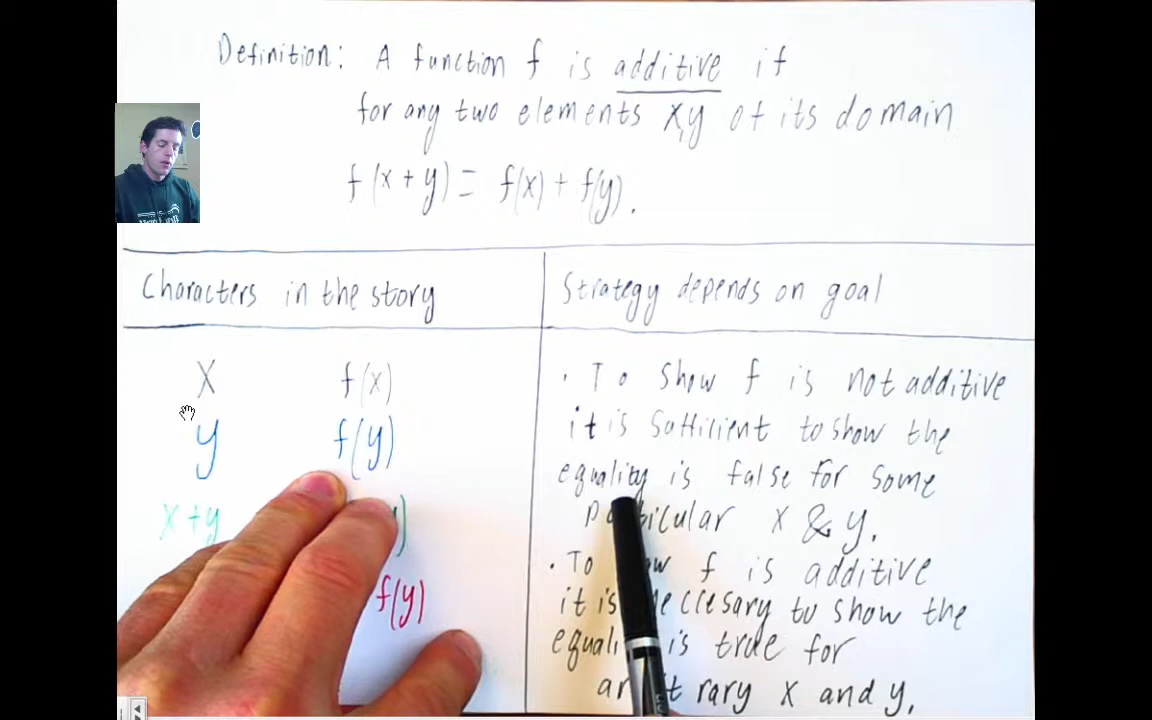 Definition: A function f is additive if
for any two elements x,y of its domain
f(x+y) = f(x) + f(y).
Characters in the story
Strategy depends on goal
x f(x)
y f(y)
x+y
f(y)
• To show f is not additive
it is sufficient to show the
equality is false for some
x & y.
• To f is additive
it is to show the
is true for
x and y.